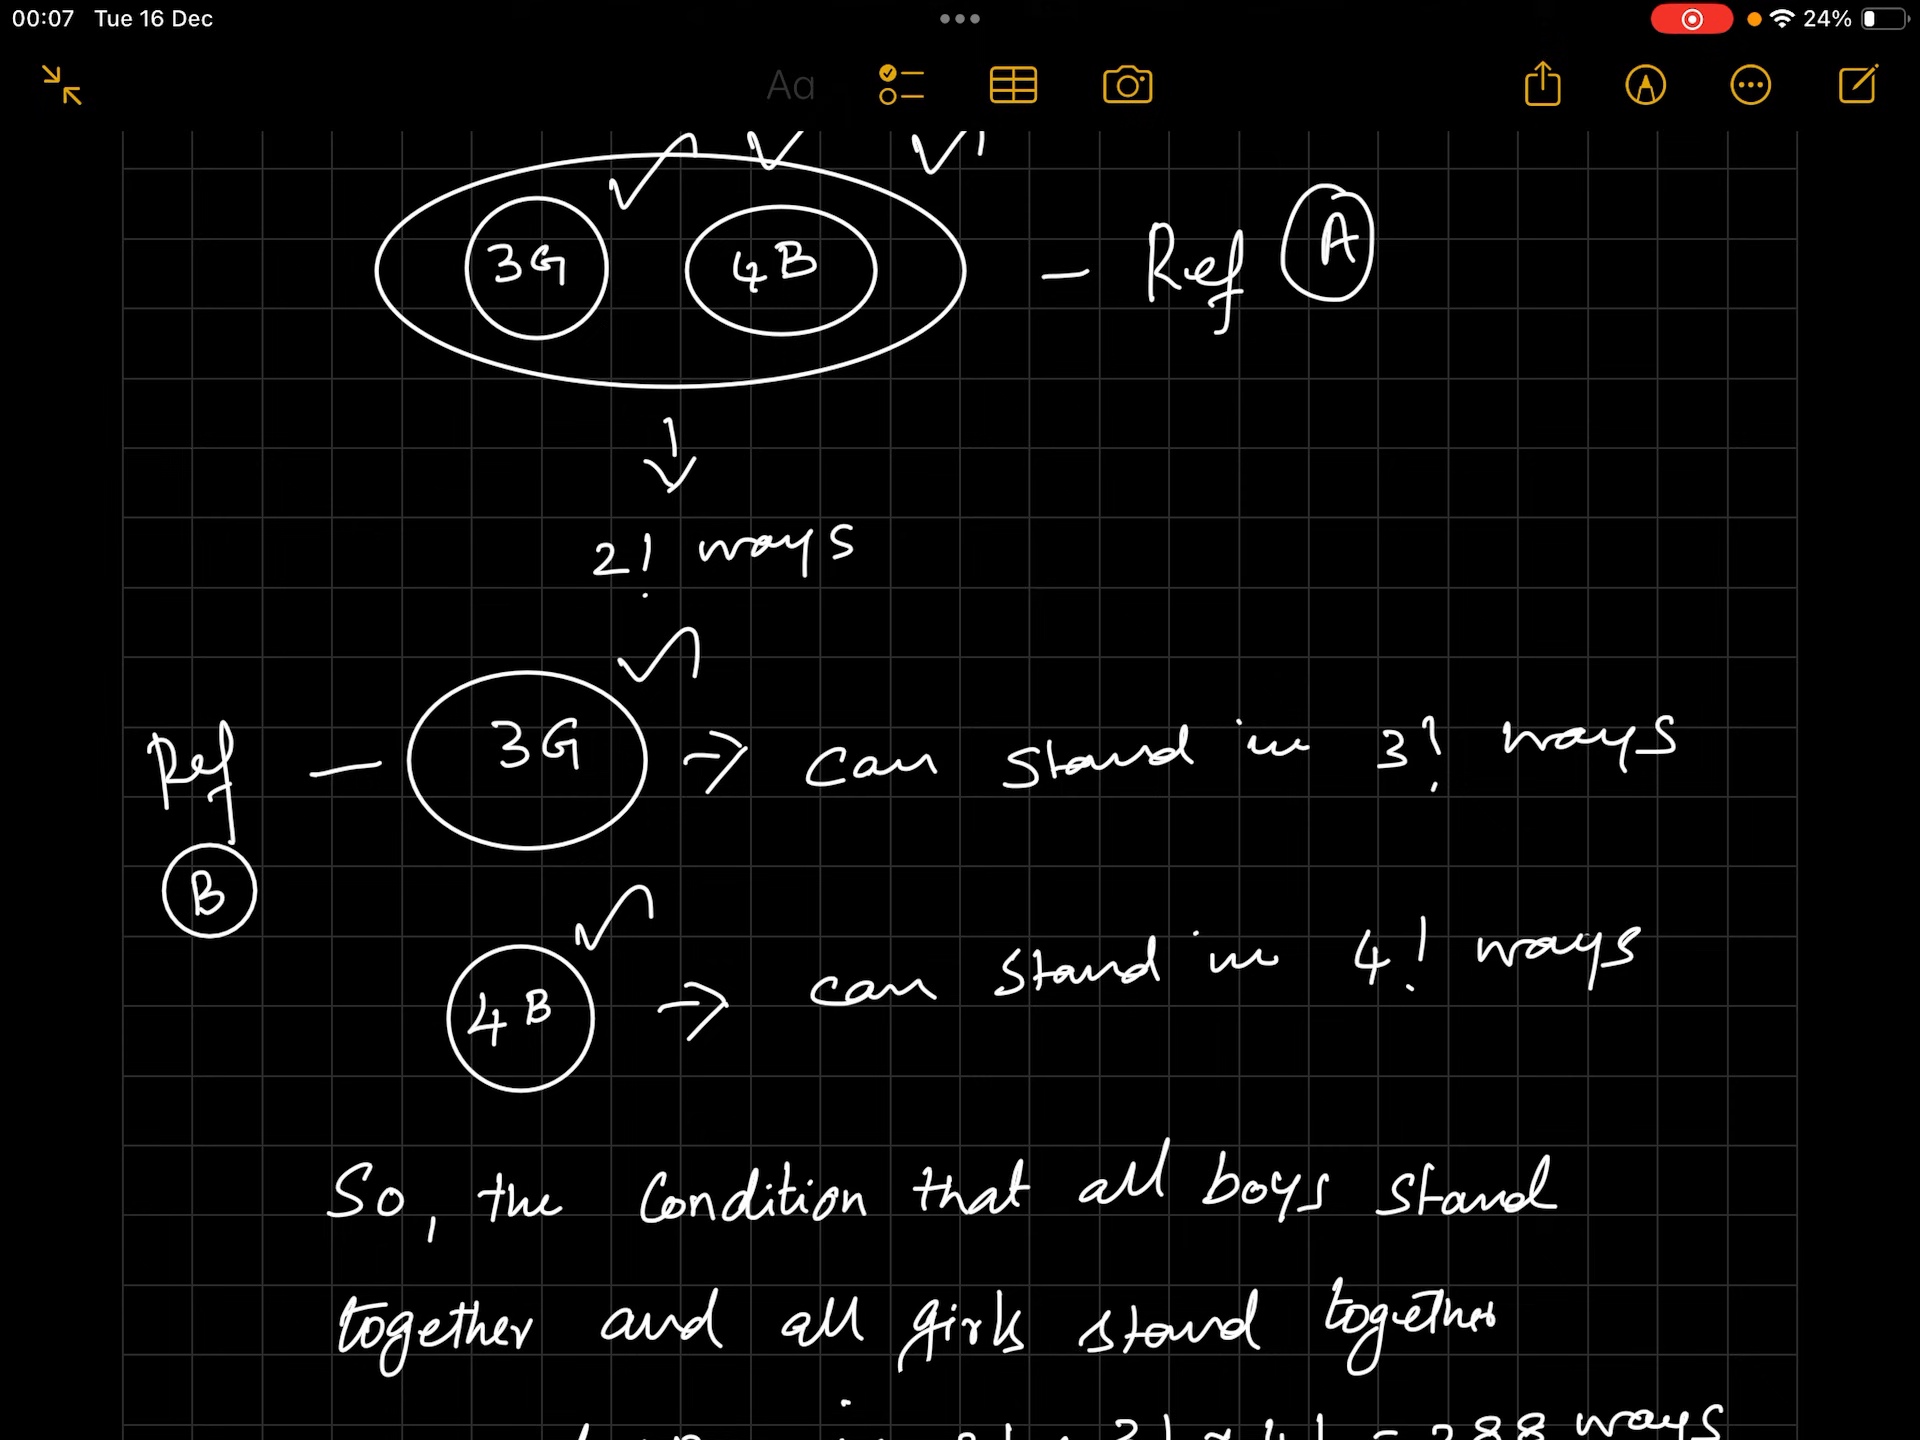 00:07 Tue 16 Dec
24%
Aa
3G 4B - Ref A
2! ways
Ref - 3G → can stand in 3! ways
B
4B → can stand in 4! ways
So, the condition that all boys stand
together and all girls stand together
= 288 ways